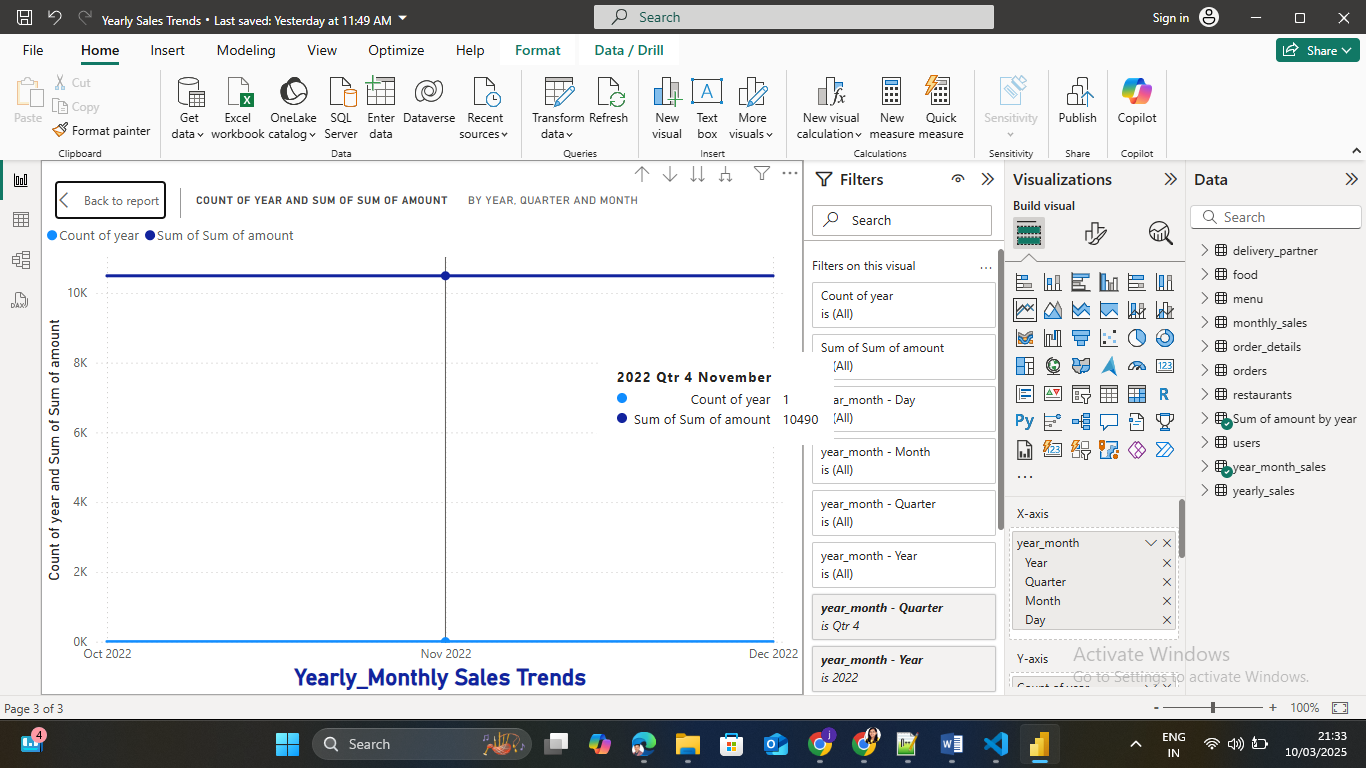 Yearly Sales Trends • Last saved: Yesterday at 11:49 AM
Search
Sign in
File
Home
Insert
Modeling
View
Optimize
Help
Format
Data / Drill
Share
Paste
Cut
Copy
Format painter
Clipboard
Get data
Excel workbook
OneLake catalog
SQL Server
Enter data
Dataverse
Recent sources
Data
Transform data
Refresh
Queries
New visual
Text box
More visuals
Insert
New visual calculation
New measure
Quick measure
Calculations
Sensitivity
Sensitivity
Publish
Share
Copilot
Copilot
Back to report
COUNT OF YEAR AND SUM OF SUM OF AMOUNT
BY YEAR, QUARTER AND MONTH
Count of year
Sum of Sum of amount
Count of year and Sum of Sum of amount
10K
8K
6K
4K
2K
0K
Oct 2022
Nov 2022
Dec 2022
2022 Qtr 4 November
Count of year 1
Sum of Sum of amount 10490
Yearly_Monthly Sales Trends
Filters
Search
Filters on this visual
Count of year
is (All)
Sum of Sum of amount
(All)
ar_month - Day
(All)
year_month - Month
is (All)
year_month - Quarter
is (All)
year_month - Year
is (All)
year_month - Quarter
is Qtr 4
year_month - Year
is 2022
Visualizations
Build visual
123
R
Py
X-axis
year_month
Year
Quarter
Month
Day
Y-axis
Count of year
Data
Search
delivery_partner
food
menu
monthly_sales
order_details
orders
restaurants
Sum of amount by year
users
year_month_sales
yearly_sales
Activate Windows
Go to Settings to activate Windows.
Page 3 of 3
- + 100%
4
Search
ENG
IN
21:33
10/03/2025